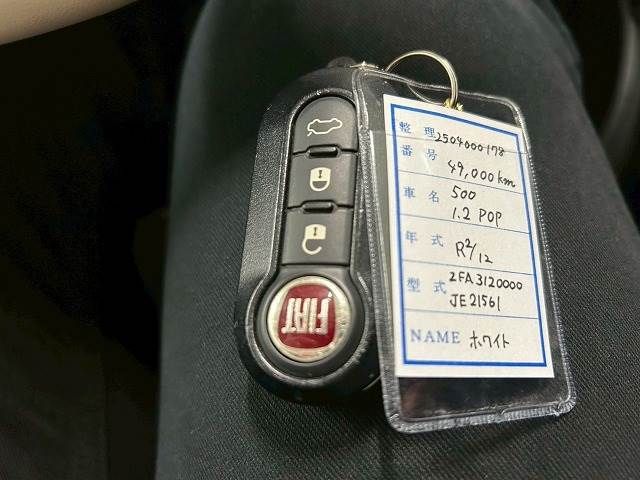 FIAT
整理 2504000178
番号 49,000km
車名 500
1.2 POP
年式 R2/12
型式 2FA3120000
JE21561
NAME ホワイト